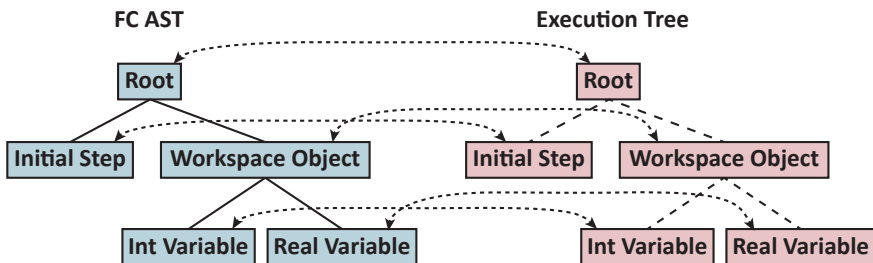 FC AST
Execution Tree
Root
Root
Initial Step
Workspace Object
Initial Step
Workspace Object
Int Variable
Real Variable
Int Variable
Real Variable